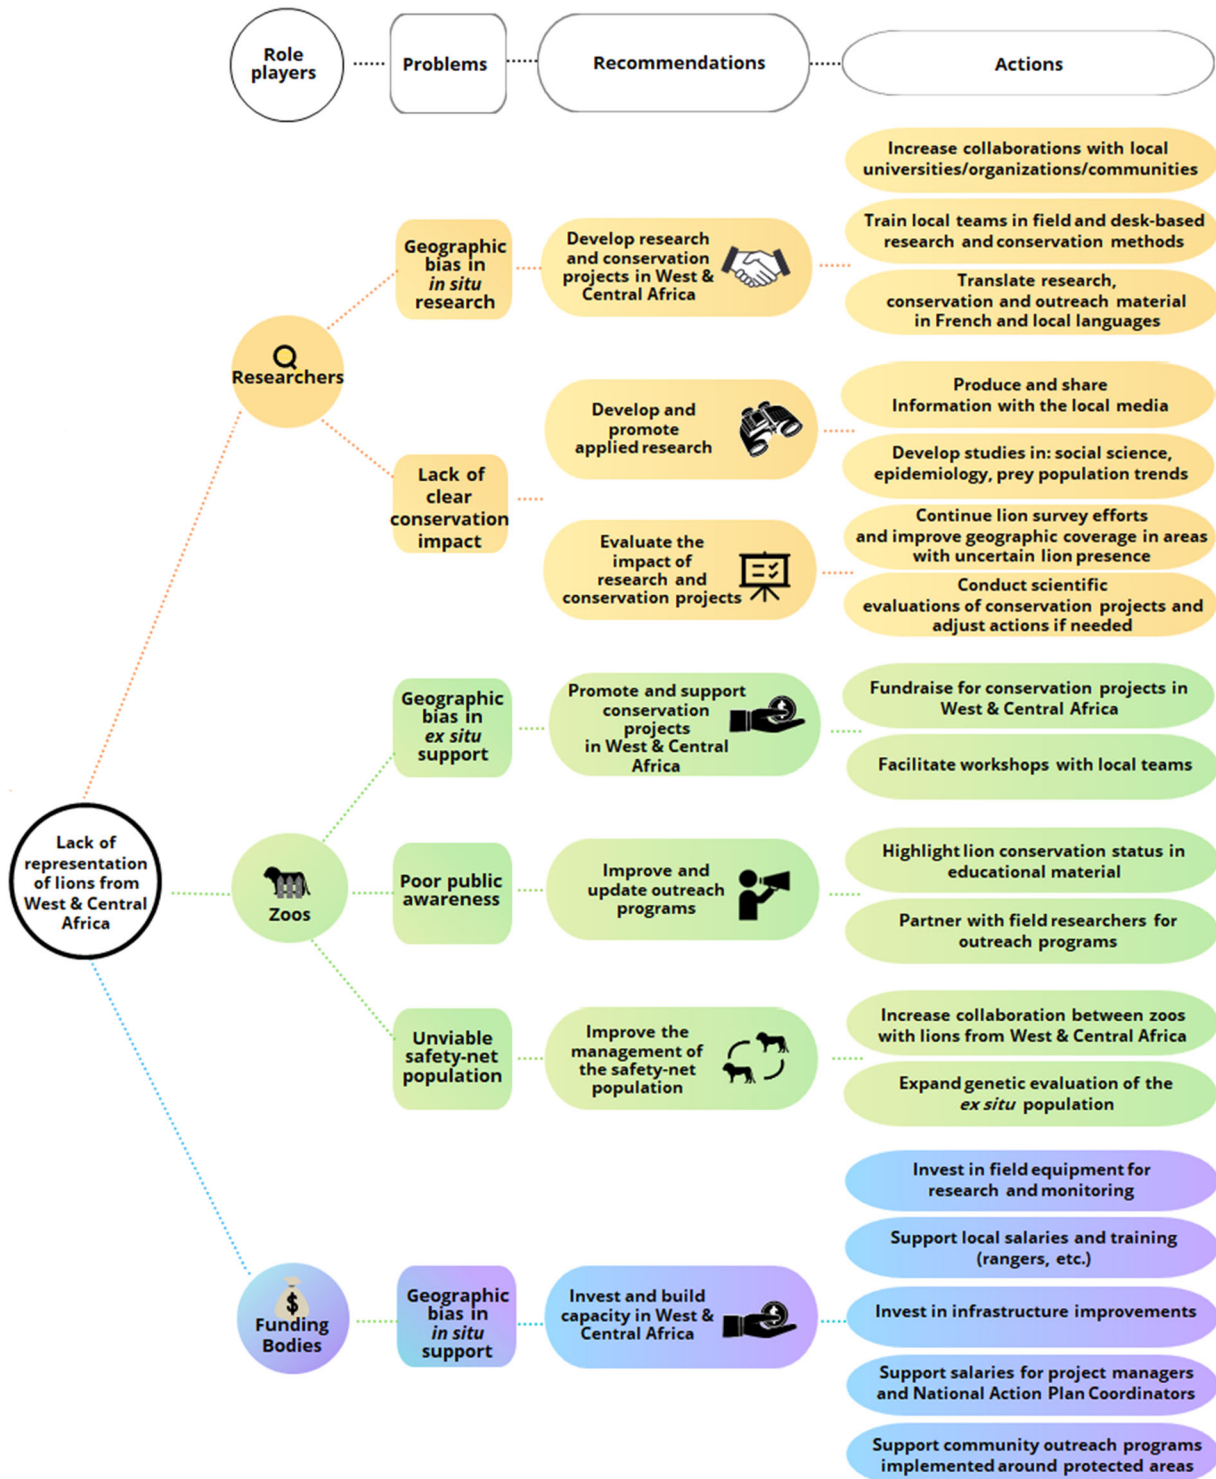 Role
players
Problems
Recommendations
Actions
Increase collaborations with local
universities/organizations/communities
Geographic
bias in
in situ
research
Develop research
and conservation
projects in West &
Central Africa
Train local teams in field and desk-based
research and conservation methods
Translate research,
conservation and outreach material
in French and local languages
Researchers
Lack of
clear
conservation
impact
Develop and
promote
applied research
Produce and share
Information with the local media
Develop studies in: social science,
epidemiology, prey population trends
Evaluate the
impact of
research and
conservation projects
Continue lion survey efforts
and improve geographic coverage in areas
with uncertain lion presence
Conduct scientific
evaluations of conservation projects and
adjust actions if needed
Lack of
representation
of lions from
West & Central
Africa
Zoos
Geographic
bias in
ex situ
support
Promote and support
conservation
projects
in West & Central
Africa
Fundraise for conservation projects in
West & Central Africa
Facilitate workshops with local teams
Poor public
awareness
Improve and
update outreach
programs
Highlight lion conservation status in
educational material
Partner with field researchers for
outreach programs
Unviable
safety-net
population
Improve the
management of
the safety-net
population
Increase collaboration between zoos
with lions from West & Central Africa
Expand genetic evaluation of the
ex situ population
$
Funding
Bodies
Geographic
bias in
in situ
support
Invest and build
capacity in West &
Central Africa
Invest in field equipment for
research and monitoring
Support local salaries and training
(rangers, etc.)
Invest in infrastructure improvements
Support salaries for project managers
and National Action Plan Coordinators
Support community outreach programs
implemented around protected areas